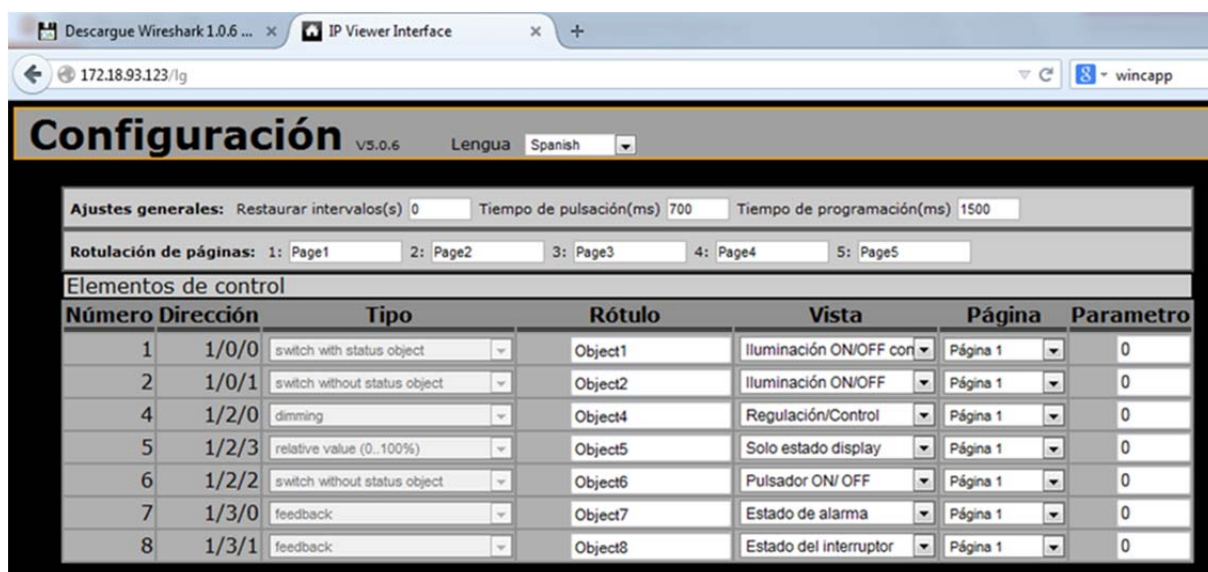 Descargue Wireshark 1.0.6 ... × IP Viewer Interface × +
172.18.93.123/lg 8 wincapp
Configuración V5.0.6 Lengua Spanish
Ajustes generales: Restaurar intervalos(s) 0 Tiempo de pulsación(ms) 700 Tiempo de programación(ms) 1500
Rotulación de páginas: 1: Page1 2: Page2 3: Page3 4: Page4 5: Page5
Elementos de control
Número Dirección Tipo Rótulo Vista Página Parametro
1 1/0/0 switch with status object Object1 Iluminación ON/OFF con Página 1 0
2 1/0/1 switch without status object Object2 Iluminación ON/OFF Página 1 0
4 1/2/0 dimming Object4 Regulación/Control Página 1 0
5 1/2/3 relative value (0..100%) Object5 Solo estado display Página 1 0
6 1/2/2 switch without status object Object6 Pulsador ON/ OFF Página 1 0
7 1/3/0 feedback Object7 Estado de alarma Página 1 0
8 1/3/1 feedback Object8 Estado del interruptor Página 1 0